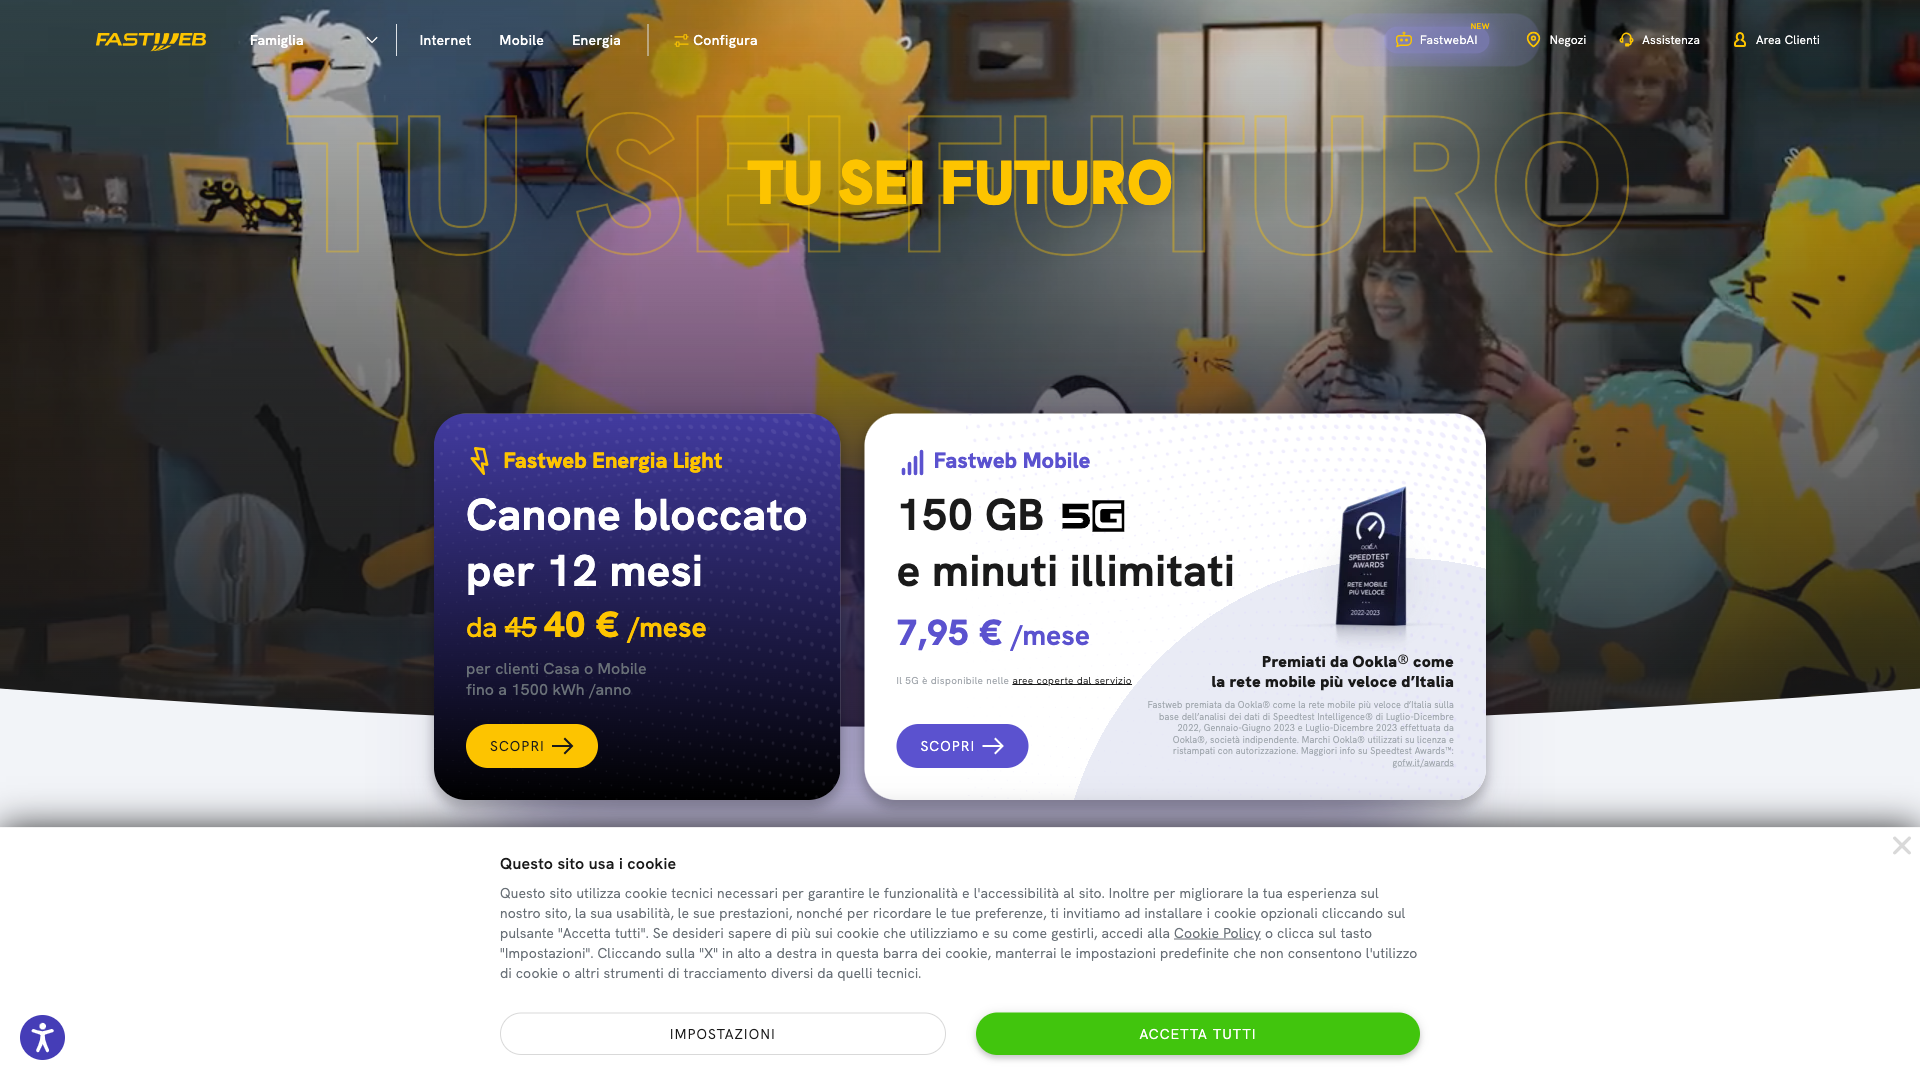 FASTWEB
Famiglia
Internet
Mobile
Energia
Configura
FastwebAI
NEW
Negozi
Assistenza
Area Clienti
TU SEI FUTURO
TU SEI FUTURO
Fastweb Energia Light
Canone bloccato
per 12 mesi
da 45 40 € /mese
per clienti Casa o Mobile
fino a 1500 kWh /anno
SCOPRI
Fastweb Mobile
150 GB 5G
e minuti illimitati
7,95 € /mese
Il 5G è disponibile nelle aree coperte dal servizio
SCOPRI
OOKLA
SPEEDTEST
AWARDS
RETE MOBILE
PIÙ VELOCE
2022-2023
Premiati da Ookla® come
la rete mobile più veloce d'Italia
Fastweb premiata da Ookla® come la rete mobile più veloce d'Italia sulla
base dell'analisi dei dati di Speedtest Intelligence® di Luglio-Dicembre
2022, Gennaio-Giugno 2023 e Luglio-Dicembre 2023 effettuata da
Ookla®, società indipendente. Marchi Ookla® utilizzati su licenza e
ristampati con autorizzazione. Maggiori info su Speedtest Awards™:
gofw.it/awards
Questo sito usa i cookie
Questo sito utilizza cookie tecnici necessari per garantire le funzionalità e l'accessibilità al sito. Inoltre per migliorare la tua esperienza sul
nostro sito, la sua usabilità, le sue prestazioni, nonché per ricordare le tue preferenze, ti invitiamo ad installare i cookie opzionali cliccando sul
pulsante "Accetta tutti". Se desideri sapere di più sui cookie che utilizziamo e su come gestirli, accedi alla Cookie Policy o clicca sul tasto
"Impostazioni". Cliccando sulla "X" in alto a destra in questa barra dei cookie, manterrai le impostazioni predefinite che non consentono l'utilizzo
di cookie o altri strumenti di tracciamento diversi da quelli tecnici.
IMPOSTAZIONI
ACCETTA TUTTI